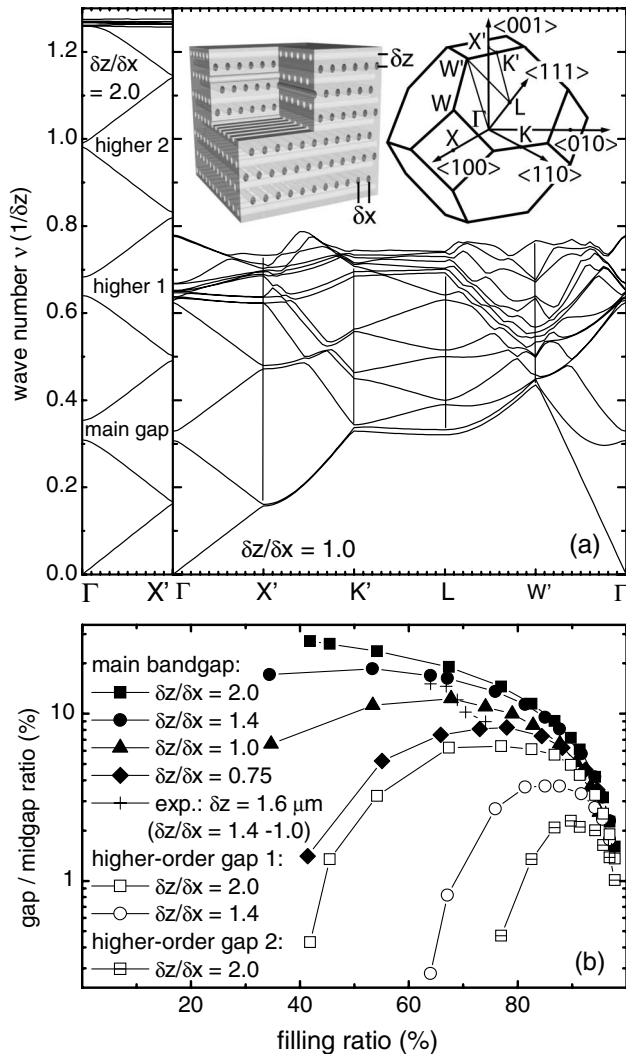 1.2
1.0
0.8
0.6
0.4
0.2
0.0
wave number ν (1/δz)
δz/δx
= 2.0
higher 2
higher 1
main gap
δz
δx
X'
<001>
K'
W'
<111>
L
W
Γ
K
<010>
X
<100>
<110>
δz/δx = 1.0
(a)
Γ X' Γ X' K' L W' Γ
gap / midgap ratio (%)
10
1
main bandgap:
δz/δx = 2.0
δz/δx = 1.4
δz/δx = 1.0
δz/δx = 0.75
exp.: δz = 1.6 μm
(δz/δx = 1.4 -1.0)
higher-order gap 1:
δz/δx = 2.0
δz/δx = 1.4
higher-order gap 2:
δz/δx = 2.0
(b)
20 40 60 80
filling ratio (%)